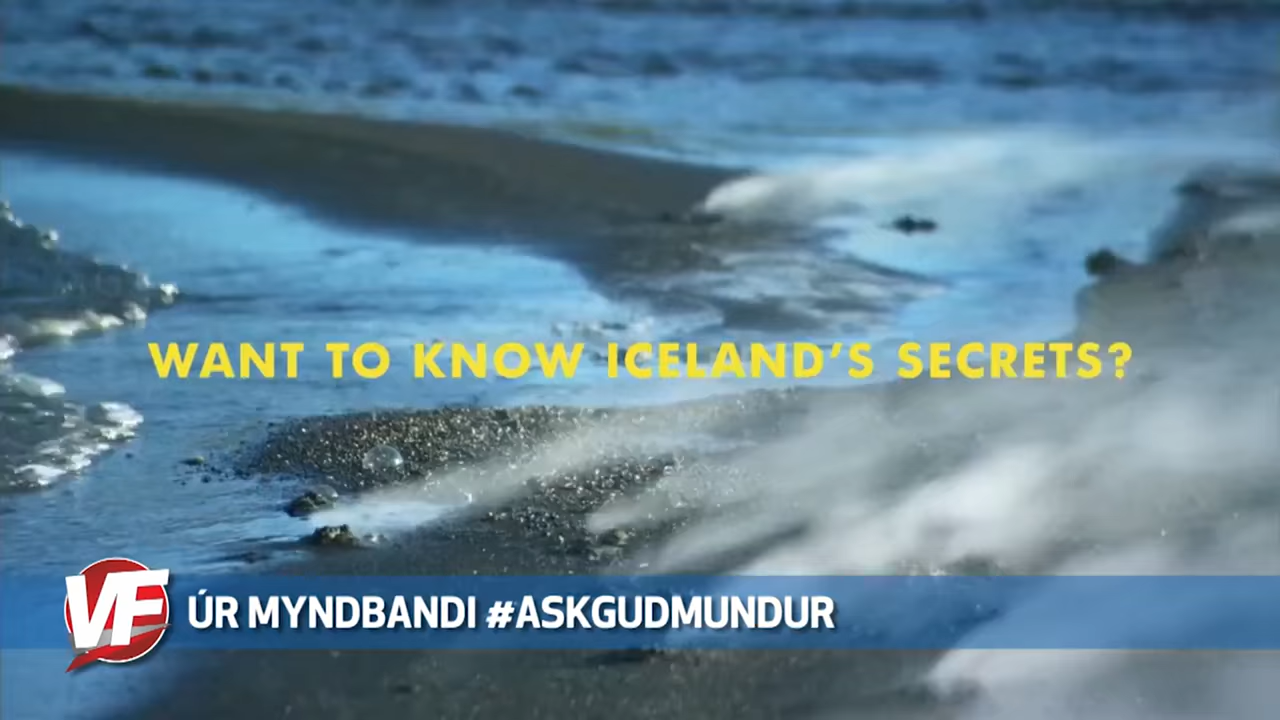 WANT TO KNOW ICELAND'S SECRETS?
VF ÚR MYNDBANDI #ASKGUDMUNDUR